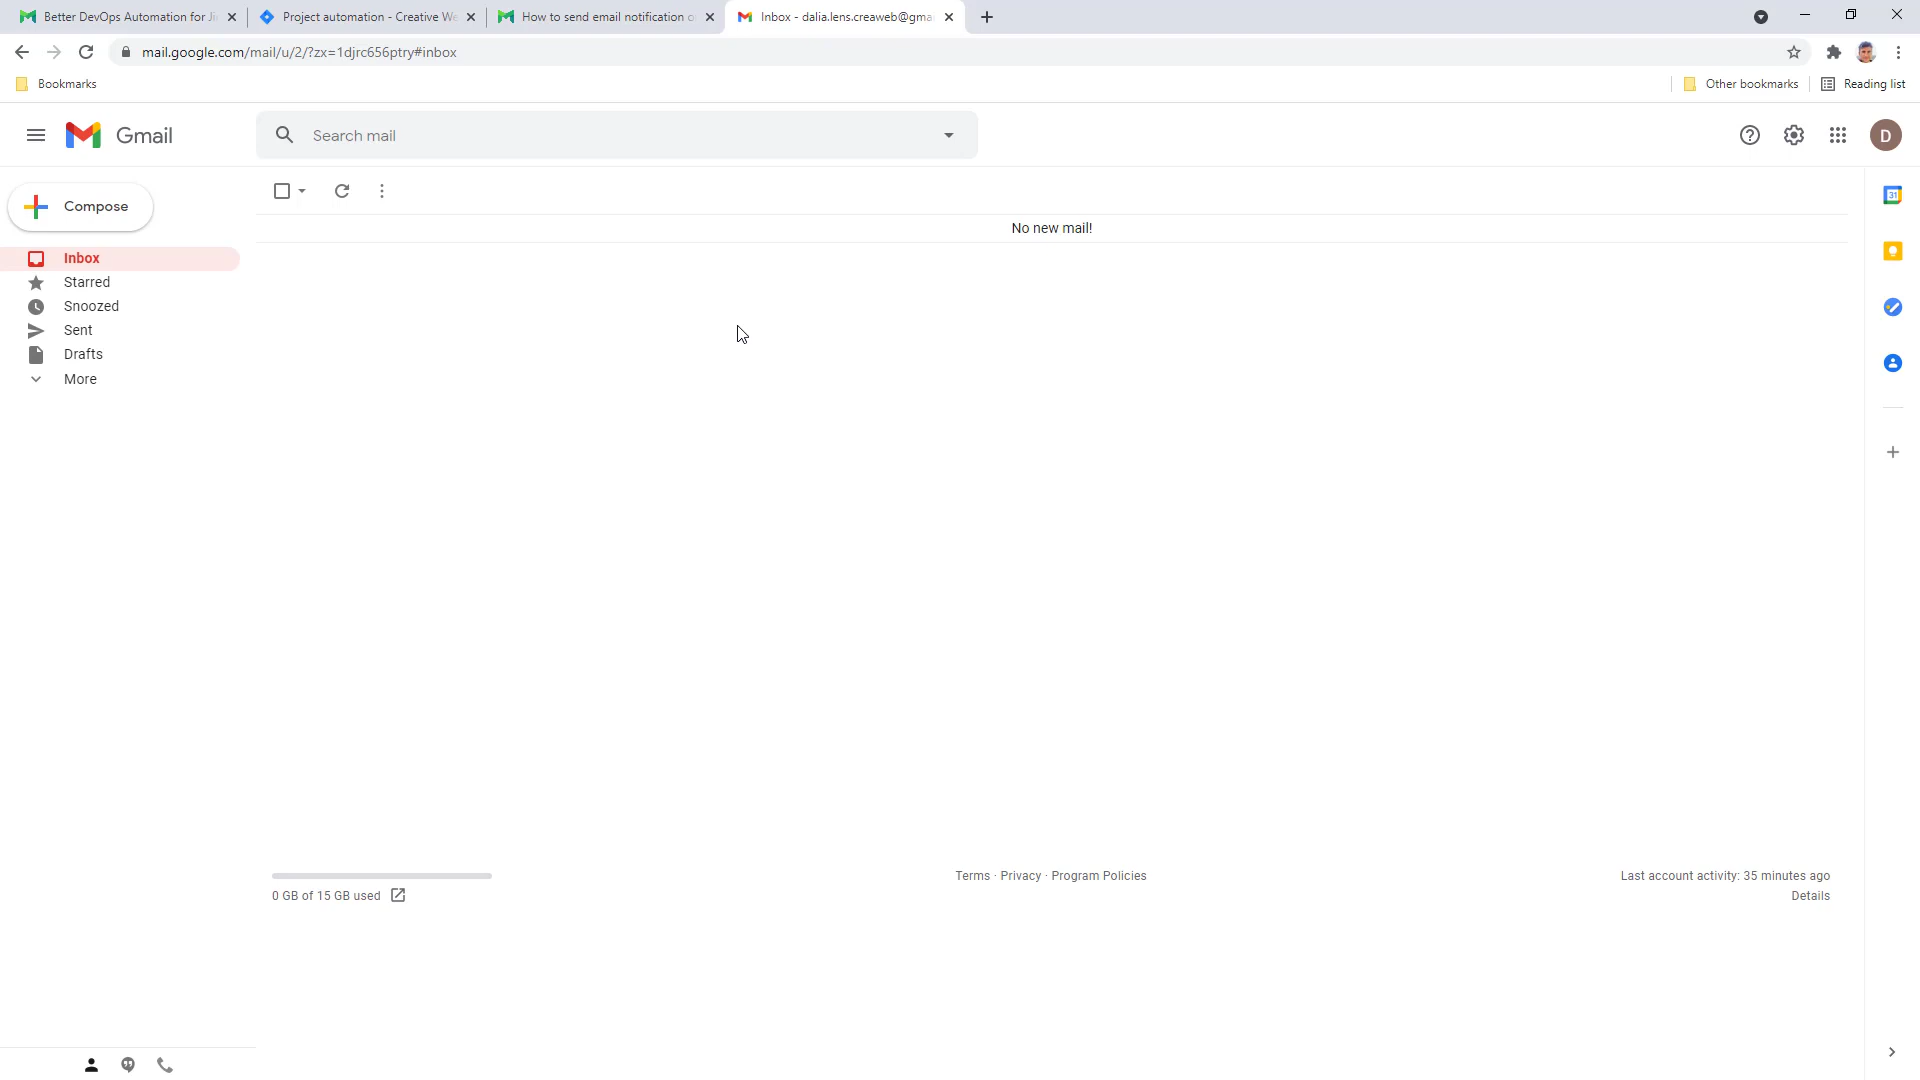 Better DevOps Automation for Ji
Project automation - Creative We
How to send email notification o
Inbox - dalia.lens.creaweb@gma
mail.google.com/mail/u/2/?zx=1djrc656ptry#inbox
Bookmarks
Other bookmarks
Reading list
Gmail
Search mail
D
Compose
31
No new mail!
Inbox
Starred
Snoozed
Sent
Drafts
More
Terms · Privacy · Program Policies
Last account activity: 35 minutes ago
0 GB of 15 GB used
Details